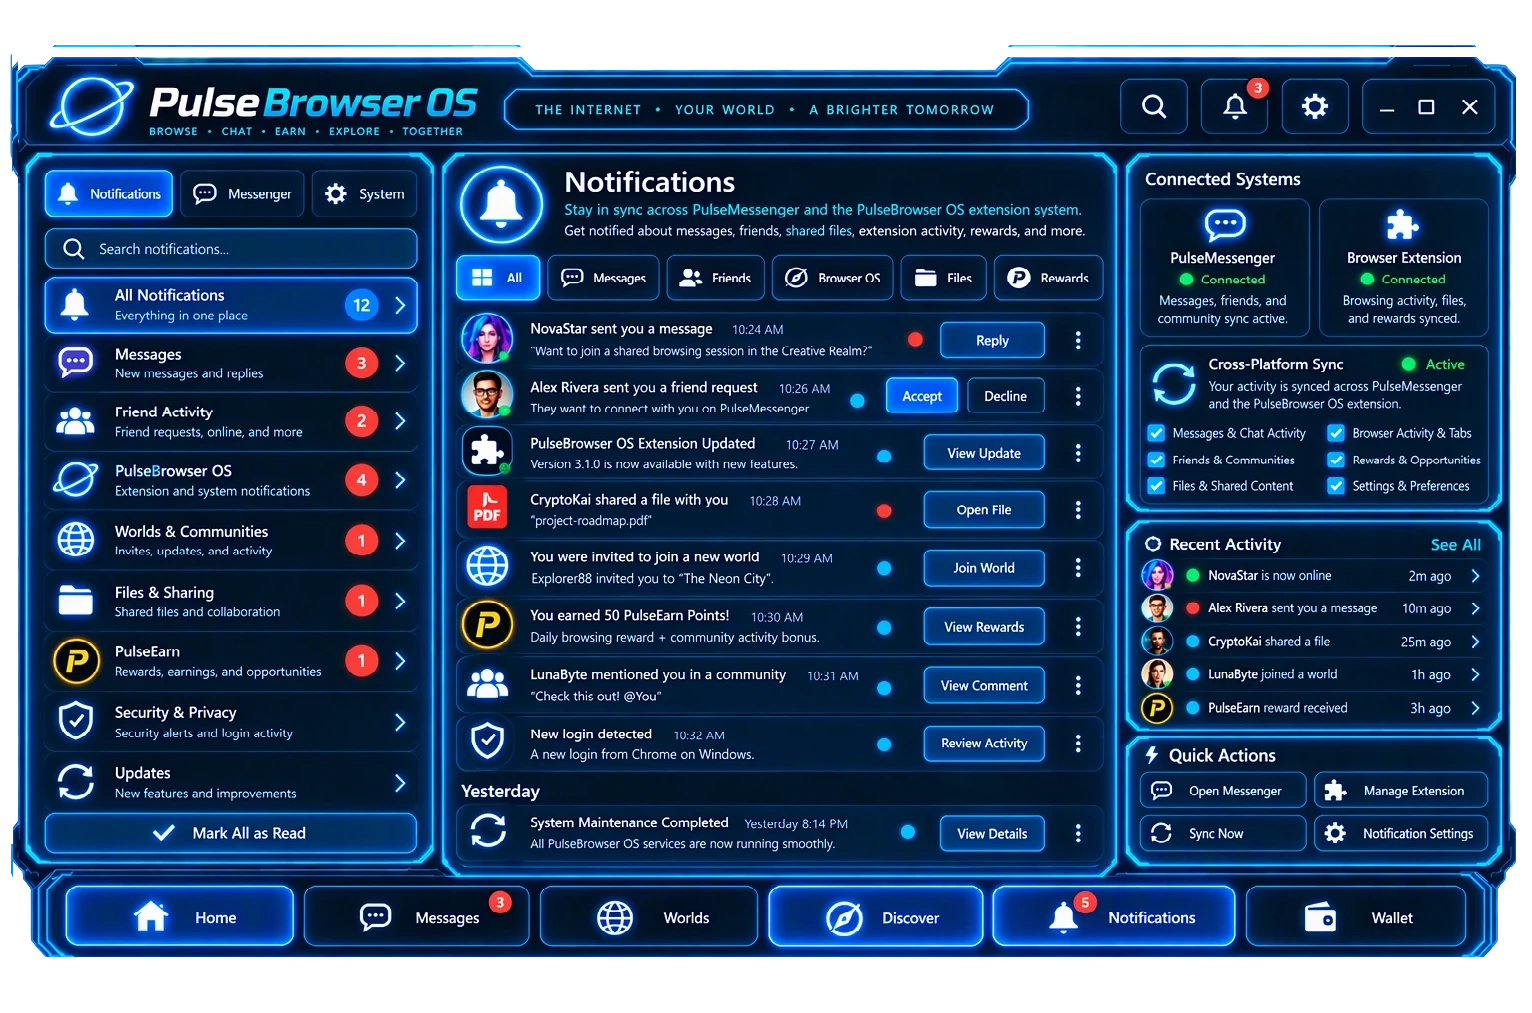 PulseBrowser OS
BROWSE • CHAT • EARN • EXPLORE • TOGETHER
THE INTERNET • YOUR WORLD • A BRIGHTER TOMORROW
3
Notifications
Messenger
System
Search notifications...
All Notifications
Everything in one place
12
Messages
New messages and replies
3
Friend Activity
Friend requests, online, and more
2
PulseBrowser OS
Extension and system notifications
4
Worlds & Communities
Invites, updates, and activity
1
Files & Sharing
Shared files and collaboration
1
PulseEarn
Rewards, earnings, and opportunities
1
Security & Privacy
Security alerts and login activity
Updates
New features and improvements
Mark All as Read
Notifications
Stay in sync across PulseMessenger and the PulseBrowser OS extension system.
Get notified about messages, friends, shared files, extension activity, rewards, and more.
All
Messages
Friends
Browser OS
Files
Rewards
NovaStar sent you a message 10:24 AM
"Want to join a shared browsing session in the Creative Realm?"
Reply
Alex Rivera sent you a friend request 10:26 AM
They want to connect with you on PulseMessenger
Accept
Decline
PulseBrowser OS Extension Updated 10:27 AM
Version 3.1.0 is now available with new features.
View Update
PDF
CryptoKai shared a file with you 10:28 AM
"project-roadmap.pdf"
Open File
You were invited to join a new world 10:29 AM
Explorer88 invited you to "The Neon City".
Join World
P
You earned 50 PulseEarn Points! 10:30 AM
Daily browsing reward + community activity bonus.
View Rewards
LunaByte mentioned you in a community 10:31 AM
"Check this out! @You"
View Comment
New login detected 10:32 AM
A new login from Chrome on Windows.
Review Activity
Yesterday
System Maintenance Completed Yesterday 8:14 PM
All PulseBrowser OS services are now running smoothly.
View Details
Connected Systems
PulseMessenger
Connected
Messages, friends, and
community sync active.
Browser Extension
Connected
Browsing activity, files,
and rewards synced.
Cross-Platform Sync
Active
Your activity is synced across PulseMessenger
and the PulseBrowser OS extension.
Messages & Chat Activity
Browser Activity & Tabs
Friends & Communities
Rewards & Opportunities
Files & Shared Content
Settings & Preferences
Recent Activity
See All
NovaStar is now online 2m ago
Alex Rivera sent you a message 10m ago
CryptoKai shared a file 25m ago
LunaByte joined a world 1h ago
P PulseEarn reward received 3h ago
Quick Actions
Open Messenger
Manage Extension
Sync Now
Notification Settings
Home
Messages
3
Worlds
Discover
5
Notifications
Wallet